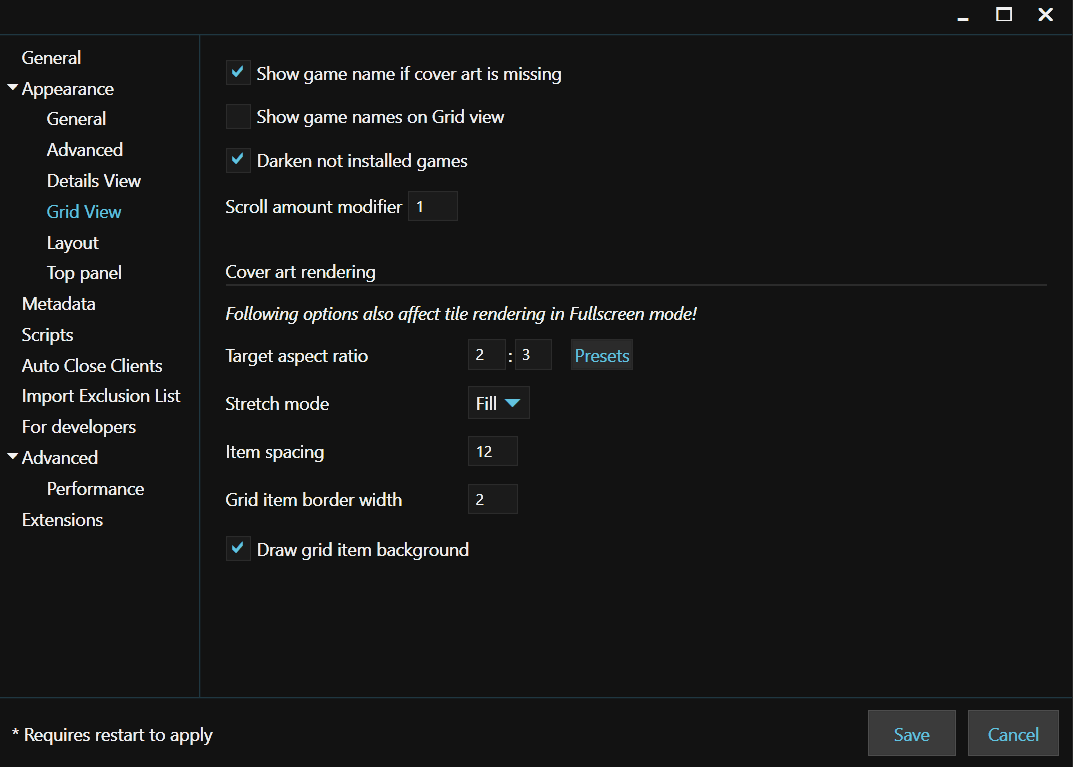 General
Appearance
General
Advanced
Details View
Grid View
Layout
Top panel
Metadata
Scripts
Auto Close Clients
Import Exclusion List
For developers
Advanced
Performance
Extensions
Show game name if cover art is missing
Show game names on Grid view
Darken not installed games
Scroll amount modifier 1
Cover art rendering
Following options also affect tile rendering in Fullscreen mode!
Target aspect ratio 2 : 3 Presets
Stretch mode Fill
Item spacing 12
Grid item border width 2
Draw grid item background
* Requires restart to apply
Save Cancel